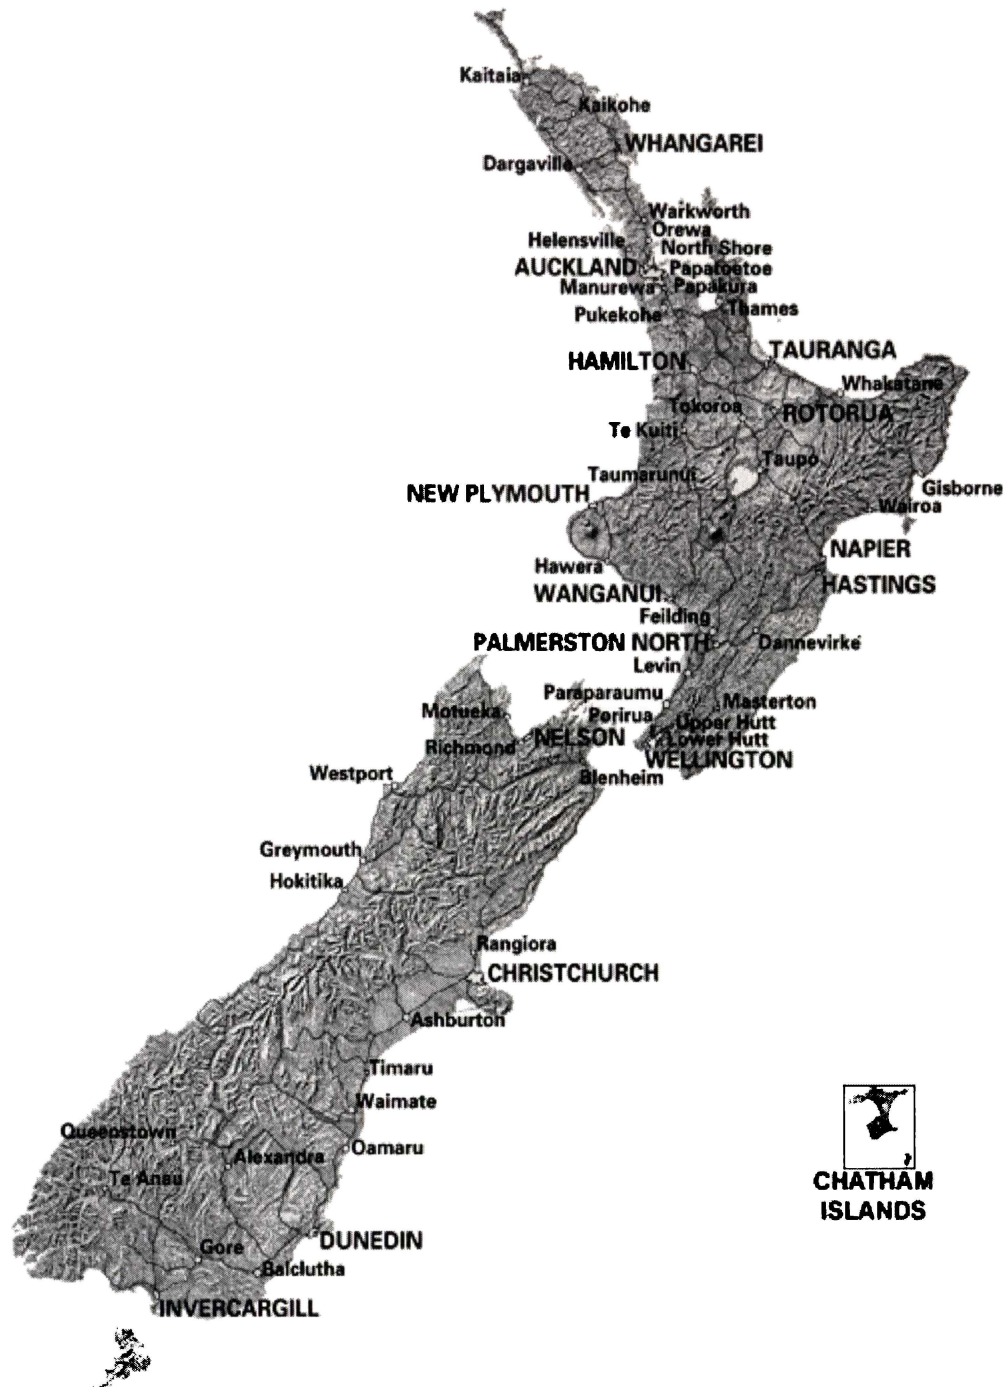 Kaitaia
Kaikohe
WHANGAREI
Dargaville
Warkworth
Orewa
Helensville
North Shore
AUCKLAND
Papatoetoe
Manurewa
Papakura
Thames
Pukekohe
TAURANGA
HAMILTON
Whakatane
Tokoroa
ROTORUA
Te Kuiti
Taupo
Taumarunui
Gisborne
NEW PLYMOUTH
Wairoa
NAPIER
Hawera
HASTINGS
WANGANUI
Feilding
PALMERSTON NORTH
Dannevirke
Levin
Paraparaumu
Masterton
Motueka
Porirua
Upper Hutt
NELSON
Lower Hutt
Richmond
WELLINGTON
Westport
Blenheim
Greymouth
Hokitika
Rangiora
CHRISTCHURCH
Ashburton
Timaru
Waimate
Queenstown
Oamaru
Alexandra
Te Anau
CHATHAM
ISLANDS
DUNEDIN
Gore
Balclutha
INVERCARGILL